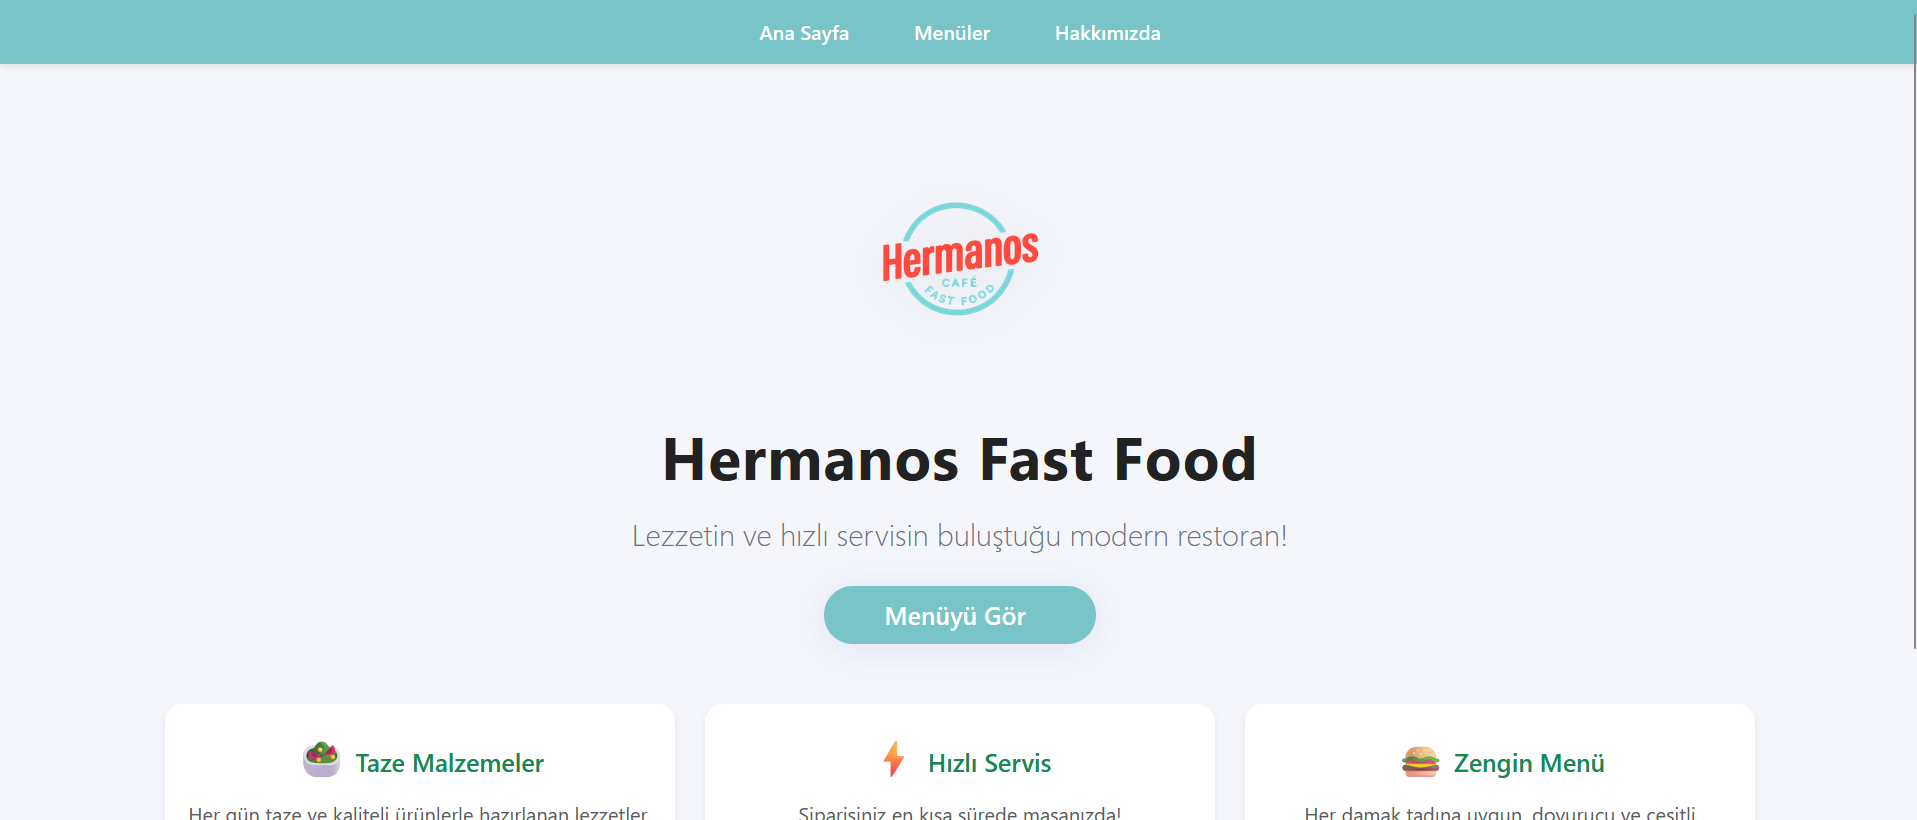 Ana Sayfa Menüler Hakkımızda
Hermanos
CAFÉ
FAST FOOD
Hermanos Fast Food
Lezzetin ve hızlı servisin buluştuğu modern restoran!
Menüyü Gör
Taze Malzemeler
Her gün taze ve kaliteli ürünlerle hazırlanan lezzetler
Hızlı Servis
Siparişiniz en kısa sürede masanızda!
Zengin Menü
Her damak tadına uygun, doyurucu ve çeşitli